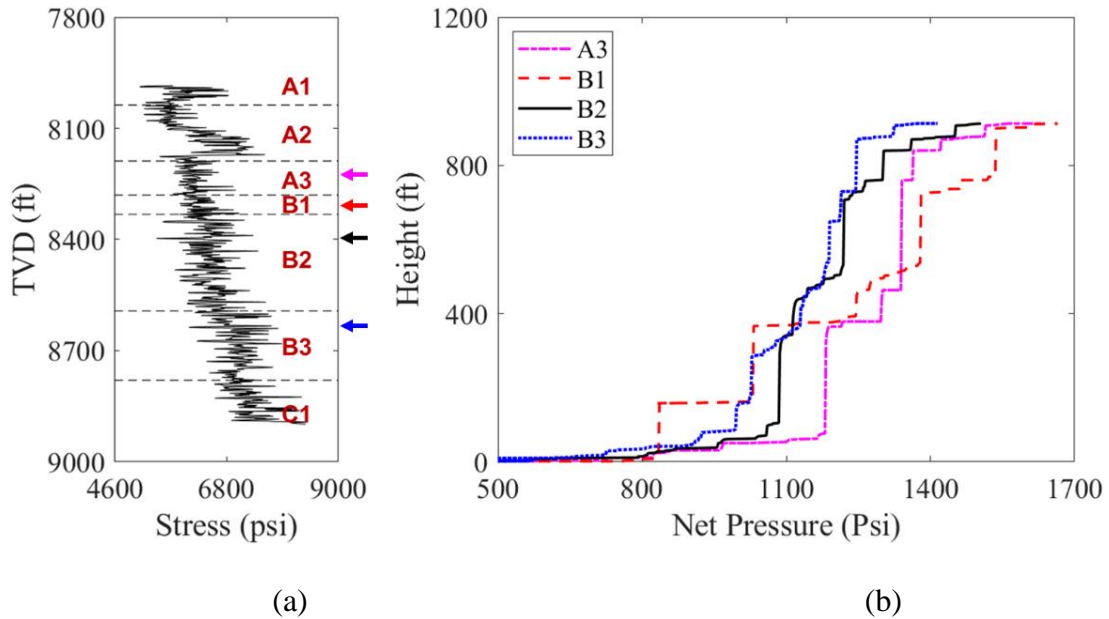 7800
8100
8400
8700
9000
TVD (ft)
4600 6800 9000
Stress (psi)
A1
A2
A3
B1
B2
B3
C1
1200
800
400
0
Height (ft)
500 800 1100 1400 1700
Net Pressure (Psi)
A3
B1
B2
B3
(a) (b)